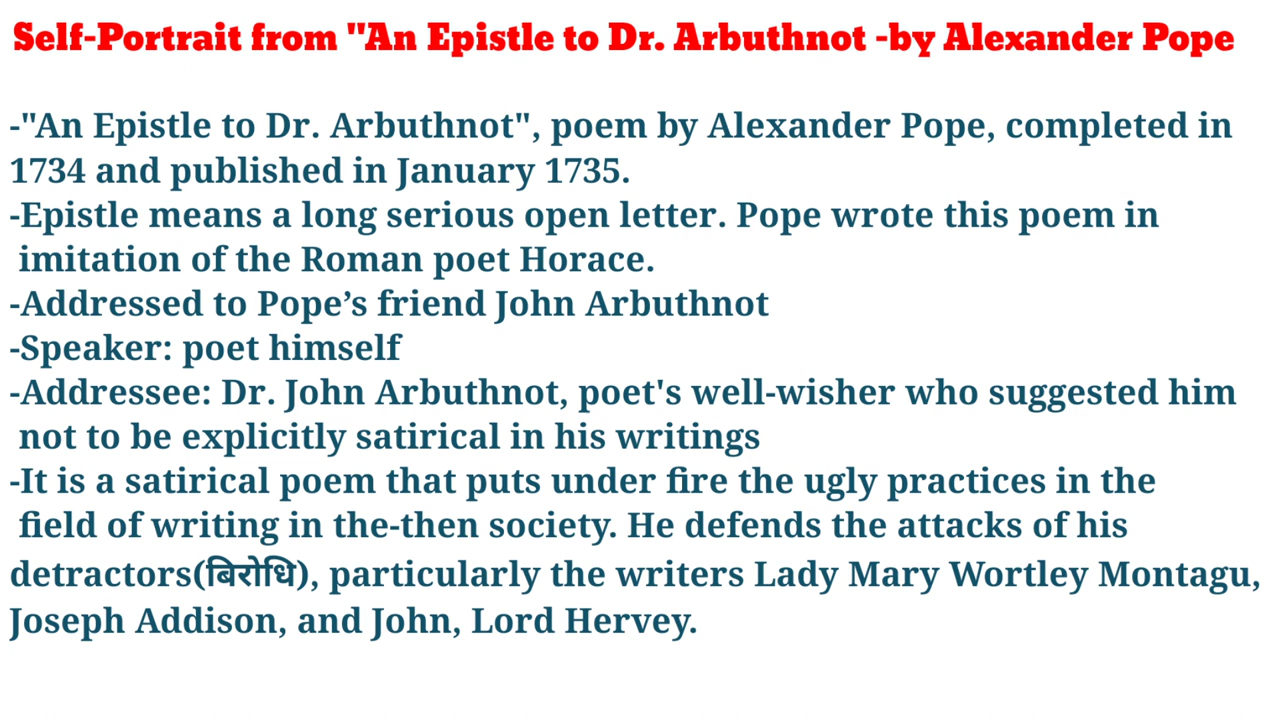 Self-Portrait from "An Epistle to Dr. Arbuthnot -by Alexander Pope
-"An Epistle to Dr. Arbuthnot", poem by Alexander Pope, completed in
1734 and published in January 1735.
-Epistle means a long serious open letter. Pope wrote this poem in
imitation of the Roman poet Horace.
-Addressed to Pope’s friend John Arbuthnot
-Speaker: poet himself
-Addressee: Dr. John Arbuthnot, poet's well-wisher who suggested him
not to be explicitly satirical in his writings
-It is a satirical poem that puts under fire the ugly practices in the
field of writing in the-then society. He defends the attacks of his
detractors(बिरोधि), particularly the writers Lady Mary Wortley Montagu,
Joseph Addison, and John, Lord Hervey.